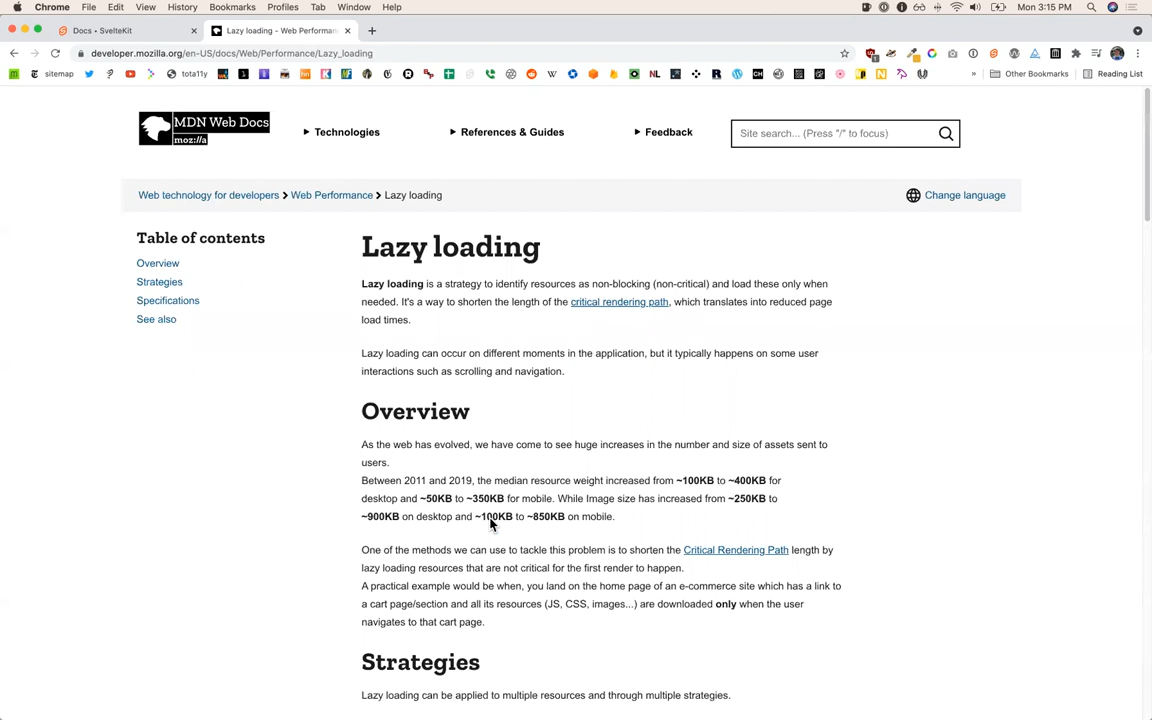 Chrome File Edit View History Bookmarks Profiles Tab Window Help Mon 3:15 PM
Docs • SvelteKit
Lazy loading - Web Performan
developer.mozilla.org/en-US/docs/Web/Performance/Lazy_loading
sitemap tota11y Other Bookmarks Reading List
MDN Web Docs
moz://a
Technologies References & Guides Feedback Site search... (Press "/" to focus)
Web technology for developers Web Performance Lazy loading Change language
Table of contents
Overview
Strategies
Specifications
See also
Lazy loading
Lazy loading is a strategy to identify resources as non-blocking (non-critical) and load these only when
needed. It's a way to shorten the length of the critical rendering path, which translates into reduced page
load times.
Lazy loading can occur on different moments in the application, but it typically happens on some user
interactions such as scrolling and navigation.
Overview
As the web has evolved, we have come to see huge increases in the number and size of assets sent to
users.
Between 2011 and 2019, the median resource weight increased from ~100KB to ~400KB for
desktop and ~50KB to ~350KB for mobile. While Image size has increased from ~250KB to
~900KB on desktop and ~100KB to ~850KB on mobile.
One of the methods we can use to tackle this problem is to shorten the Critical Rendering Path length by
lazy loading resources that are not critical for the first render to happen.
A practical example would be when, you land on the home page of an e-commerce site which has a link to
a cart page/section and all its resources (JS, CSS, images...) are downloaded only when the user
navigates to that cart page.
Strategies
Lazy loading can be applied to multiple resources and through multiple strategies.